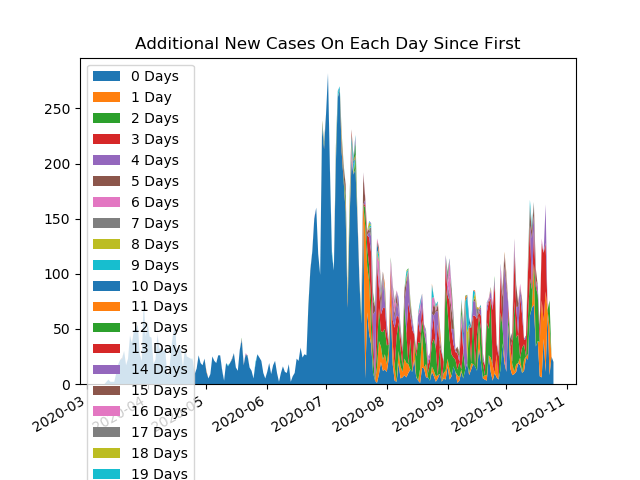 Additional New Cases On Each Day Since First
250
200
150
100
50
0
0 Days
1 Day
2 Days
3 Days
4 Days
5 Days
6 Days
7 Days
8 Days
9 Days
10 Days
11 Days
12 Days
13 Days
14 Days
15 Days
16 Days
17 Days
18 Days
19 Days
2020-03
2020-04
2020-05
2020-06
2020-07
2020-08
2020-09
2020-10
2020-11